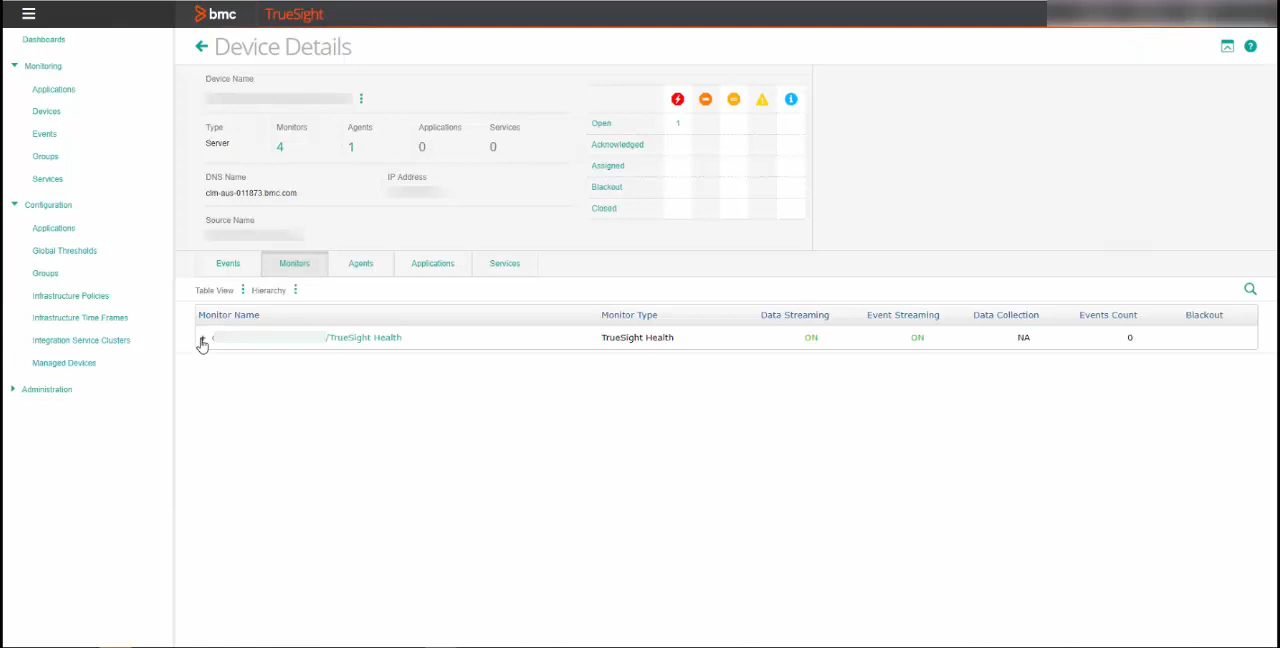 bmc TrueSight
Dashboards
Monitoring
Applications
Devices
Events
Groups
Services
Configuration
Applications
Global Thresholds
Groups
Infrastructure Policies
Infrastructure Time Frames
Integration Service Clusters
Managed Devices
Administration
Device Details
Device Name
Type Monitors Agents Applications Services
Server 4 1 0 0
DNS Name IP Address
clm-aus-011873.bmc.com
Source Name
Open 1
Acknowledged
Assigned
Blackout
Closed
Events Monitors Agents Applications Services
Table View Hierarchy
Monitor Name Monitor Type Data Streaming Event Streaming Data Collection Events Count Blackout
/TrueSight Health TrueSight Health ON ON NA 0